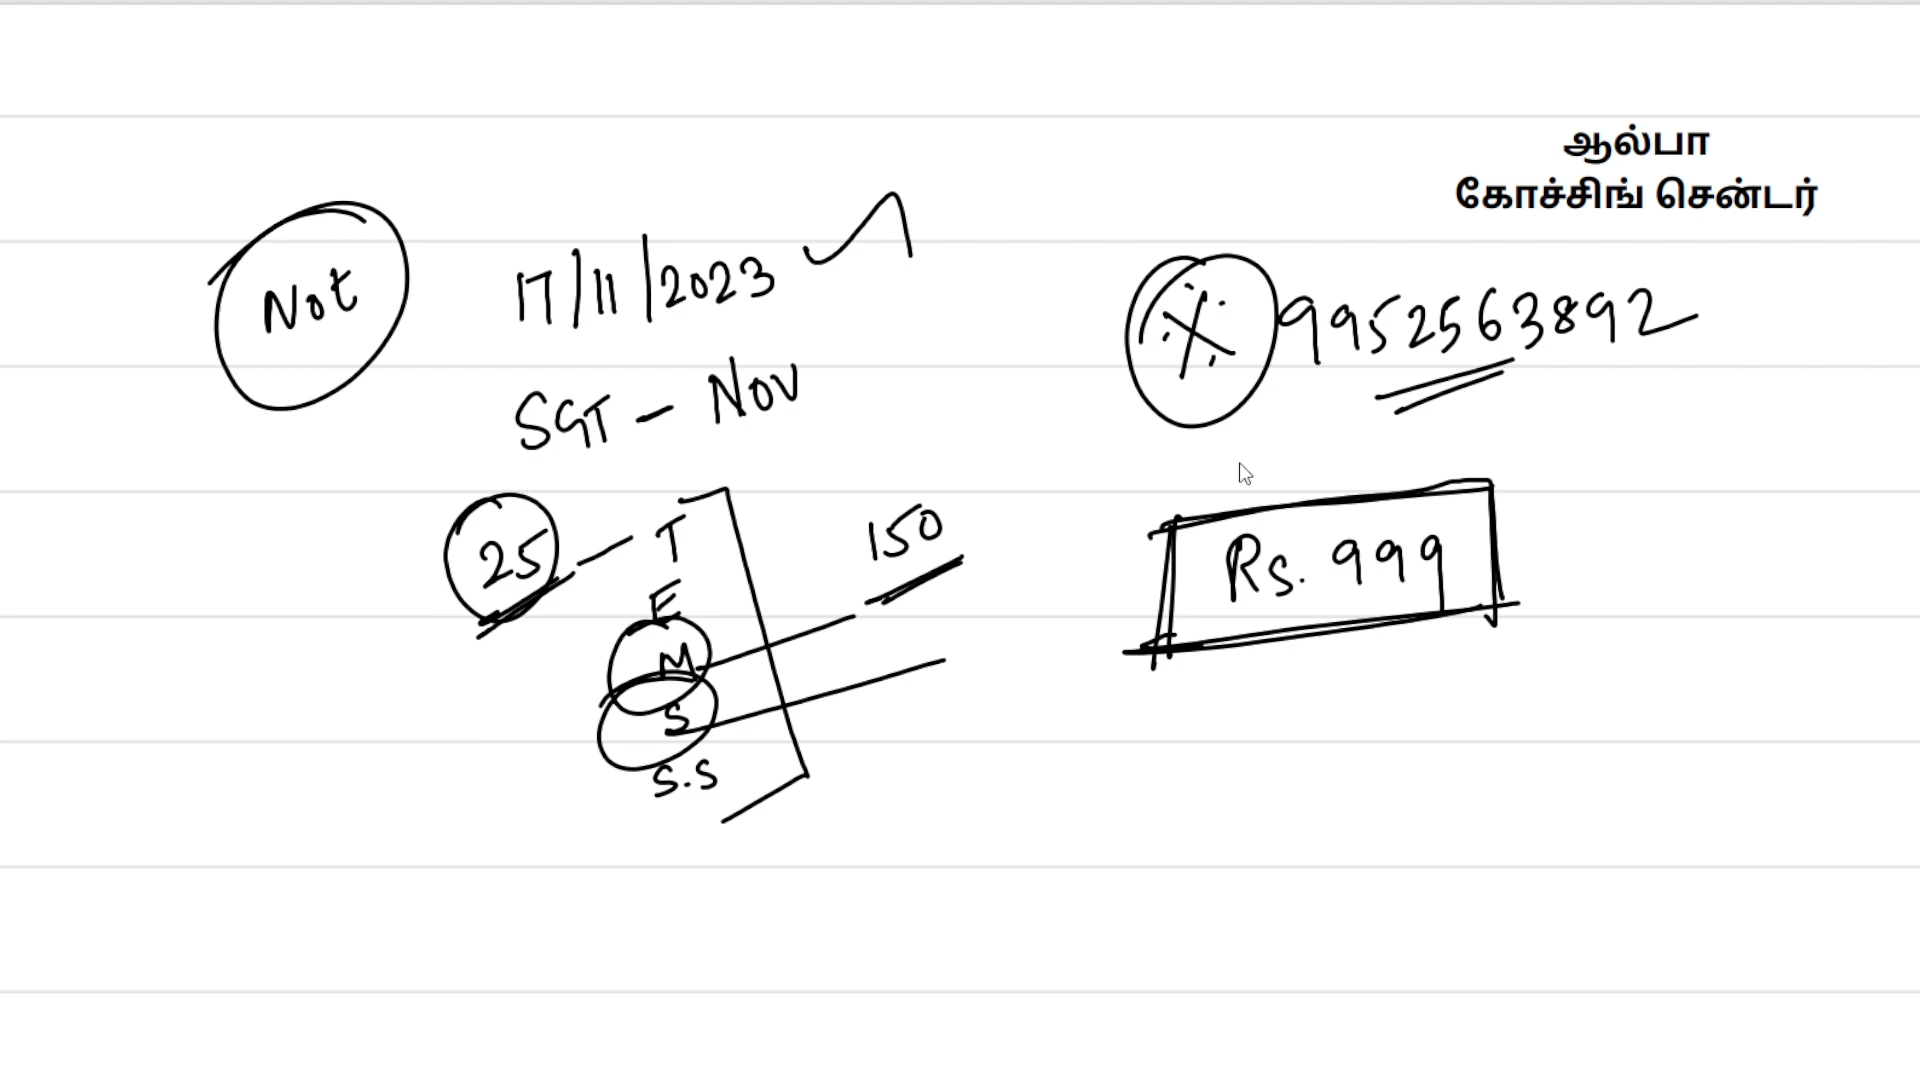 ஆல்பா
கோச்சிங் சென்டர்
Not
17/11/2023
SGT - Nov
9952563892
25 - T
E
M
S
S.S
150
Rs. 999